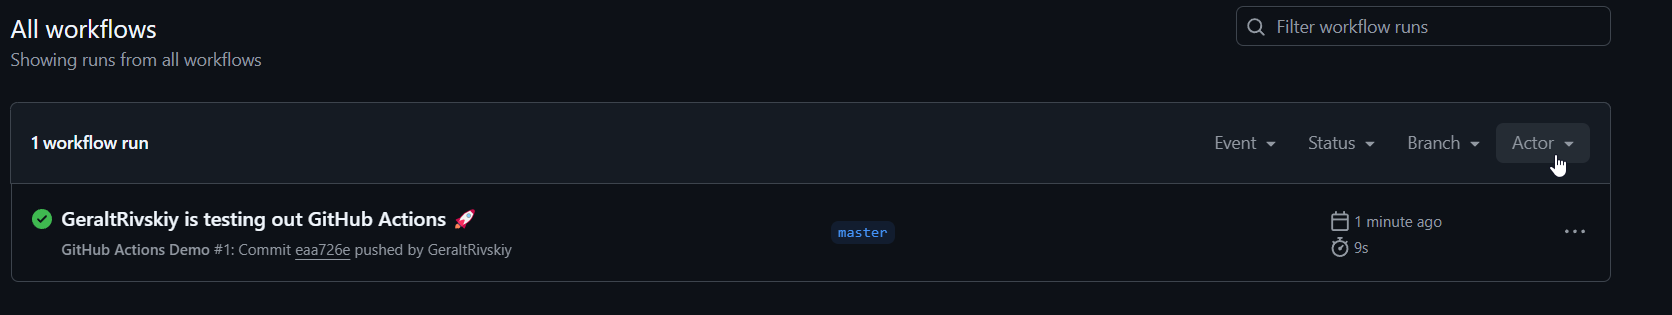 All workflows
Showing runs from all workflows
Filter workflow runs
1 workflow run
Event
Status
Branch
Actor
GeraltRivskiy is testing out GitHub Actions 🚀
GitHub Actions Demo #1: Commit eaa726e pushed by GeraltRivskiy
master
1 minute ago
9s